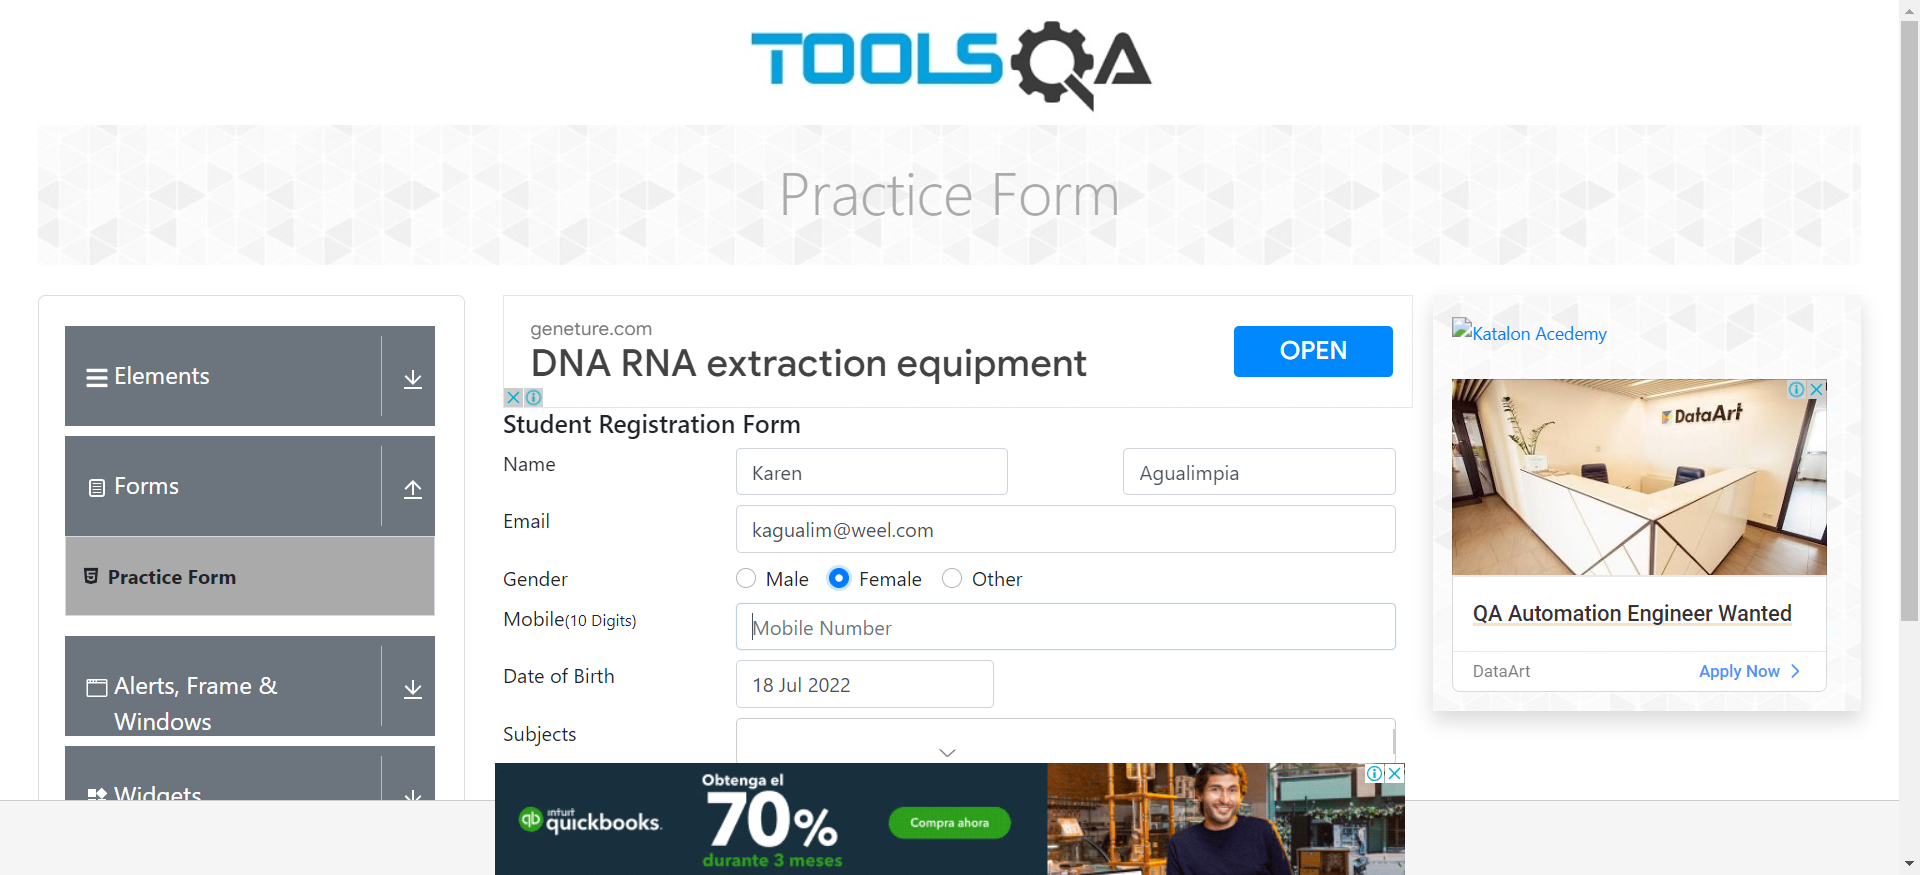 TOOLSQA
Practice Form
Elements
Forms
Practice Form
Alerts, Frame &
Windows
Widgets
geneture.com
DNA RNA extraction equipment
OPEN
Student Registration Form
Name
Karen
Agualimpia
Email
kagualim@weel.com
Gender
Male
Female
Other
Mobile(10 Digits)
Mobile Number
Date of Birth
18 Jul 2022
Subjects
Katalon Acedemy
DataArt
QA Automation Engineer Wanted
DataArt
Apply Now
intuit
quickbooks.
Obtenga el
70%
durante 3 meses
Compra ahora